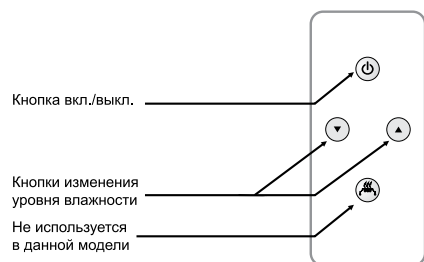 Кнопка вкл./выкл.
Кнопки изменения
уровня влажности
Не используется
в данной модели